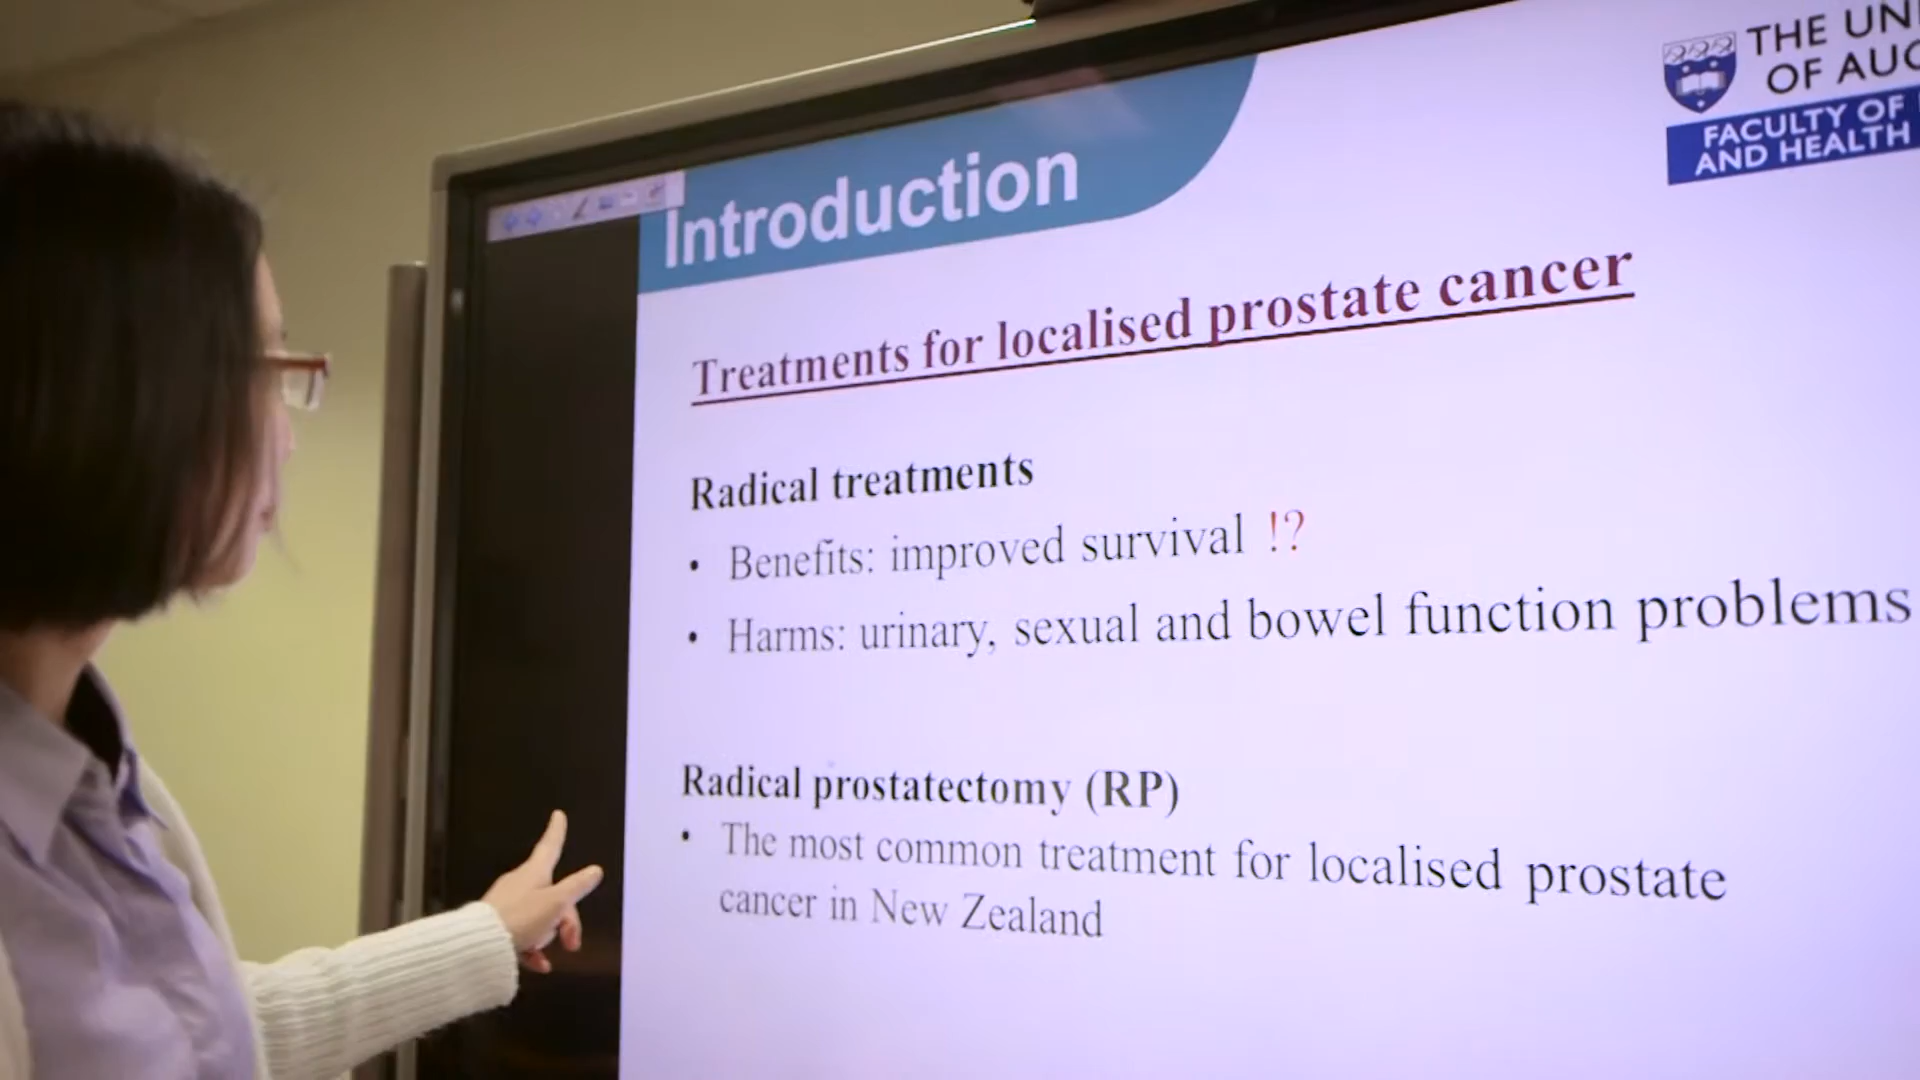 THE UN
OF AUC
FACULTY OF
AND HEALTH
Introduction
Treatments for localised prostate cancer
Radical treatments
• Benefits: improved survival !?
• Harms: urinary, sexual and bowel function problems
Radical prostatectomy (RP)
• The most common treatment for localised prostate
cancer in New Zealand